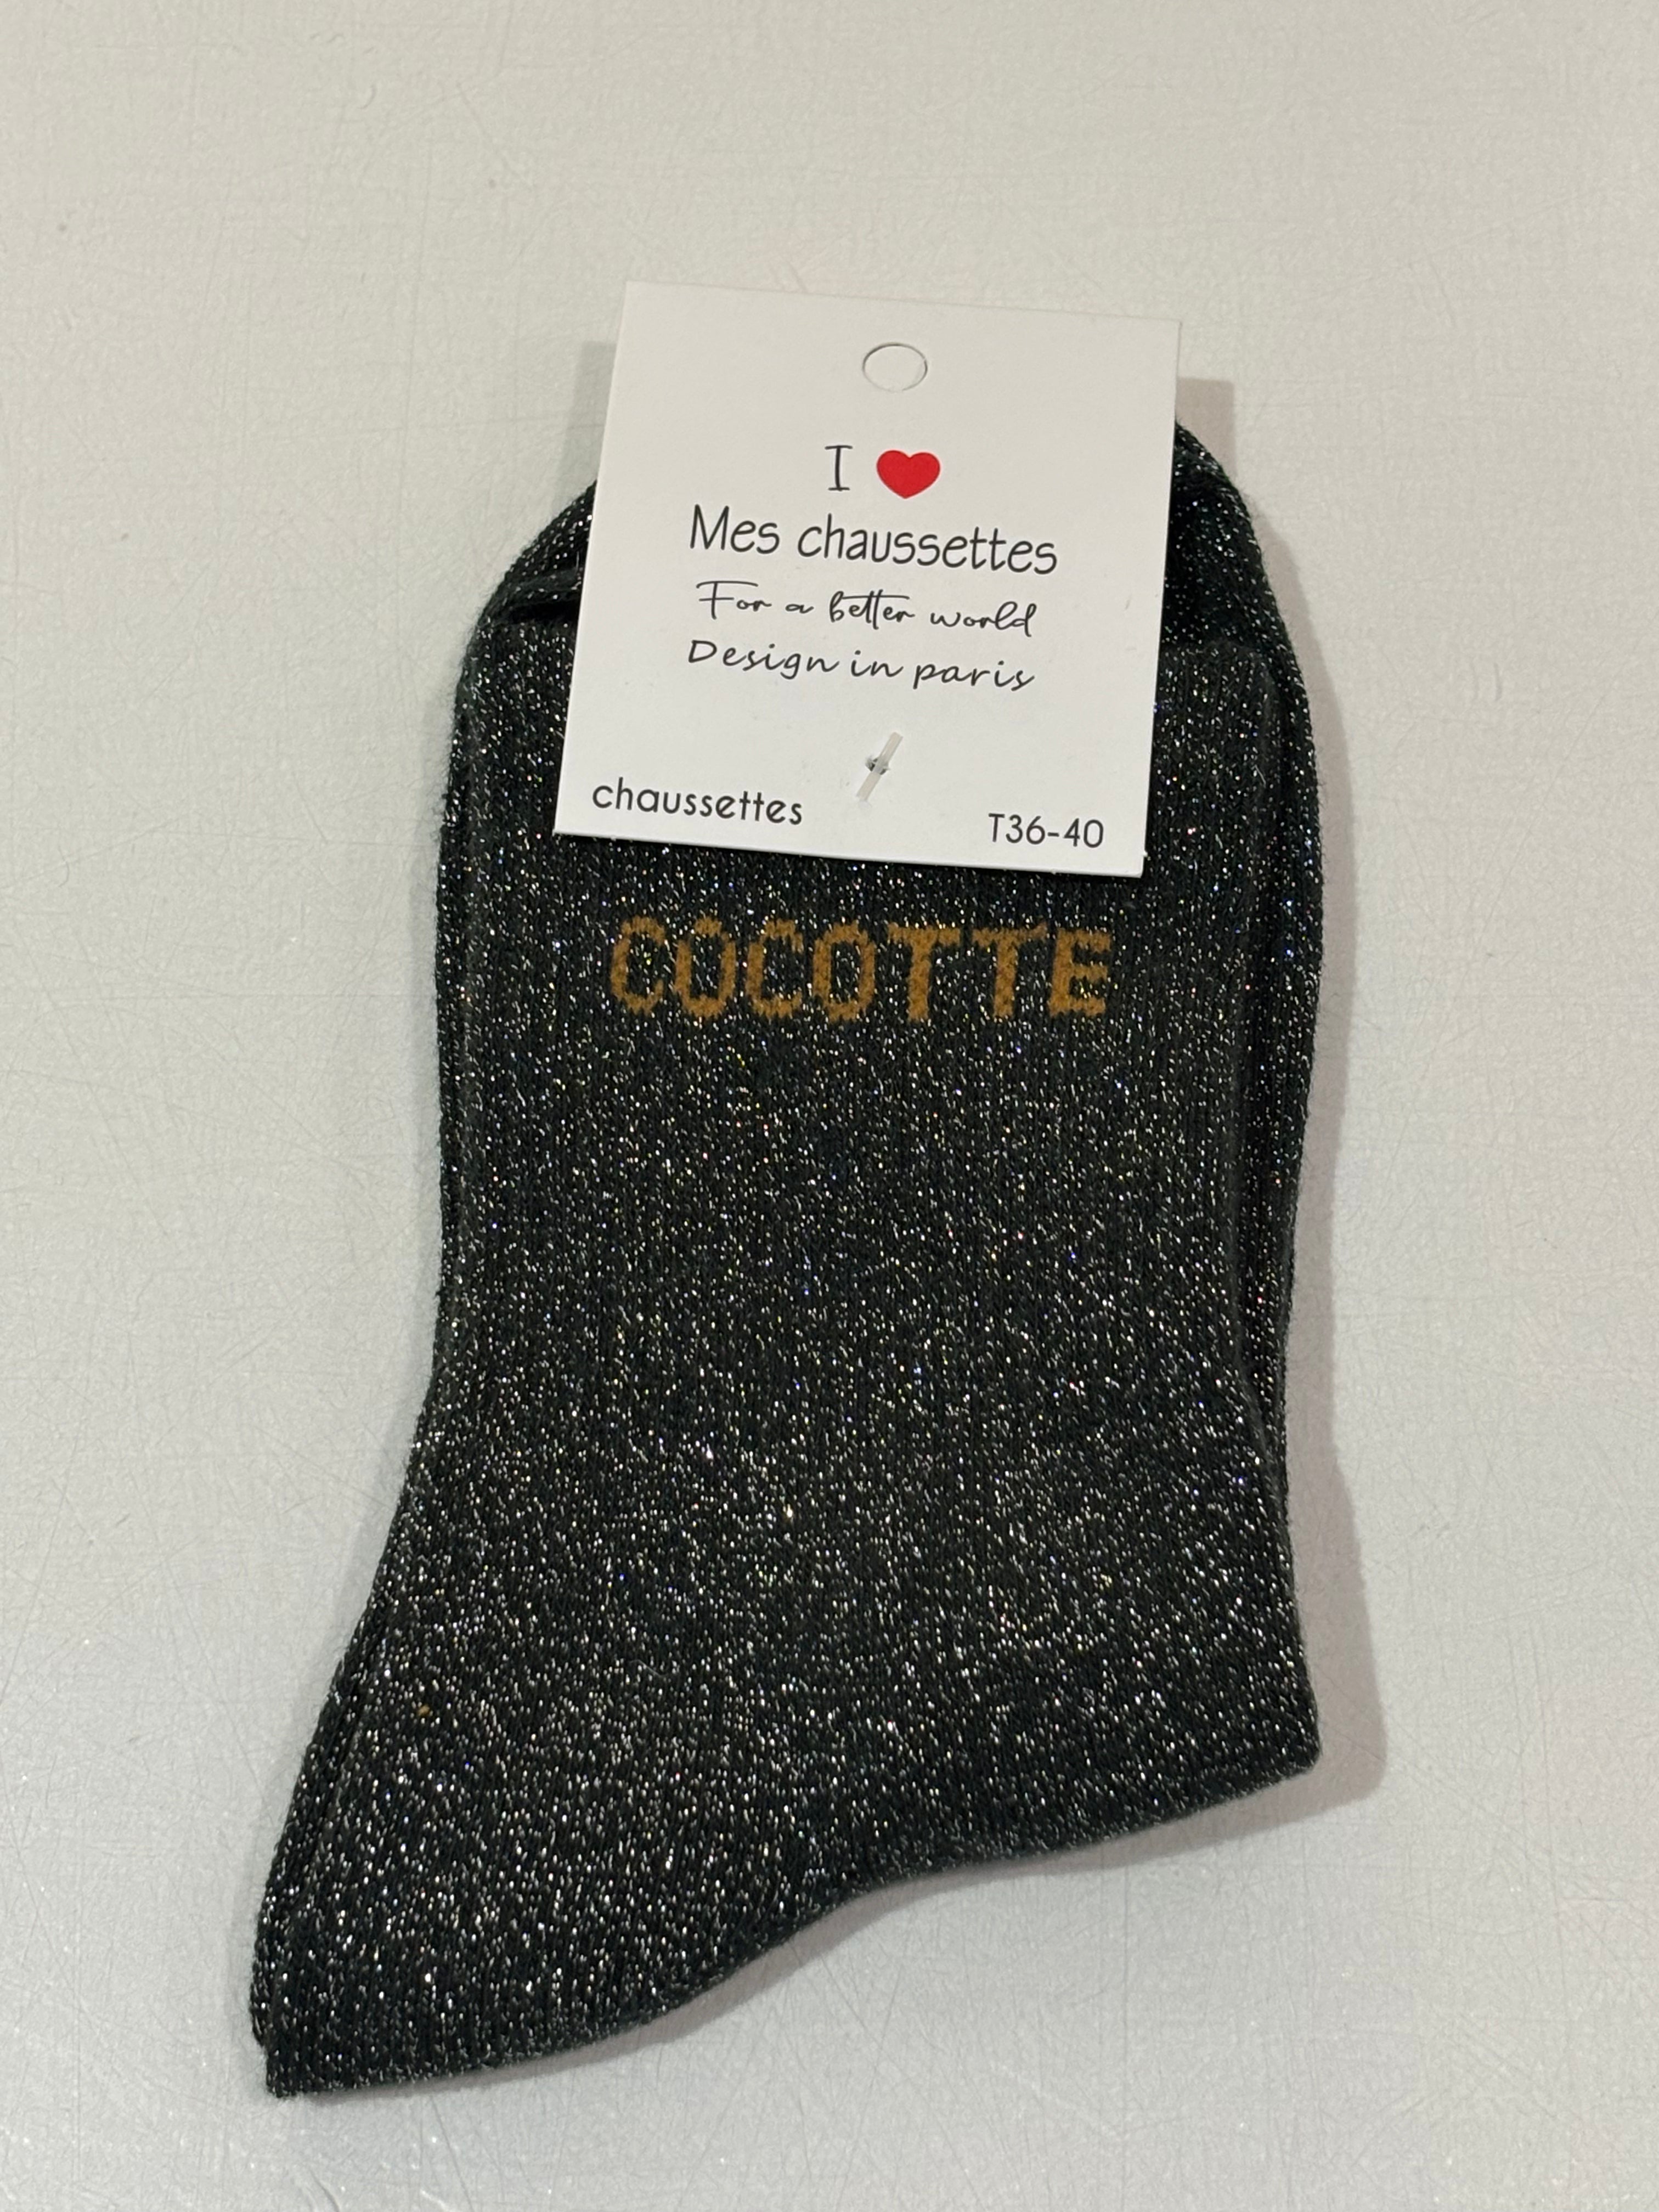 I ❤
Mes chaussettes
For a better world
Design in paris
chaussettes
T36-40
COCOTTE